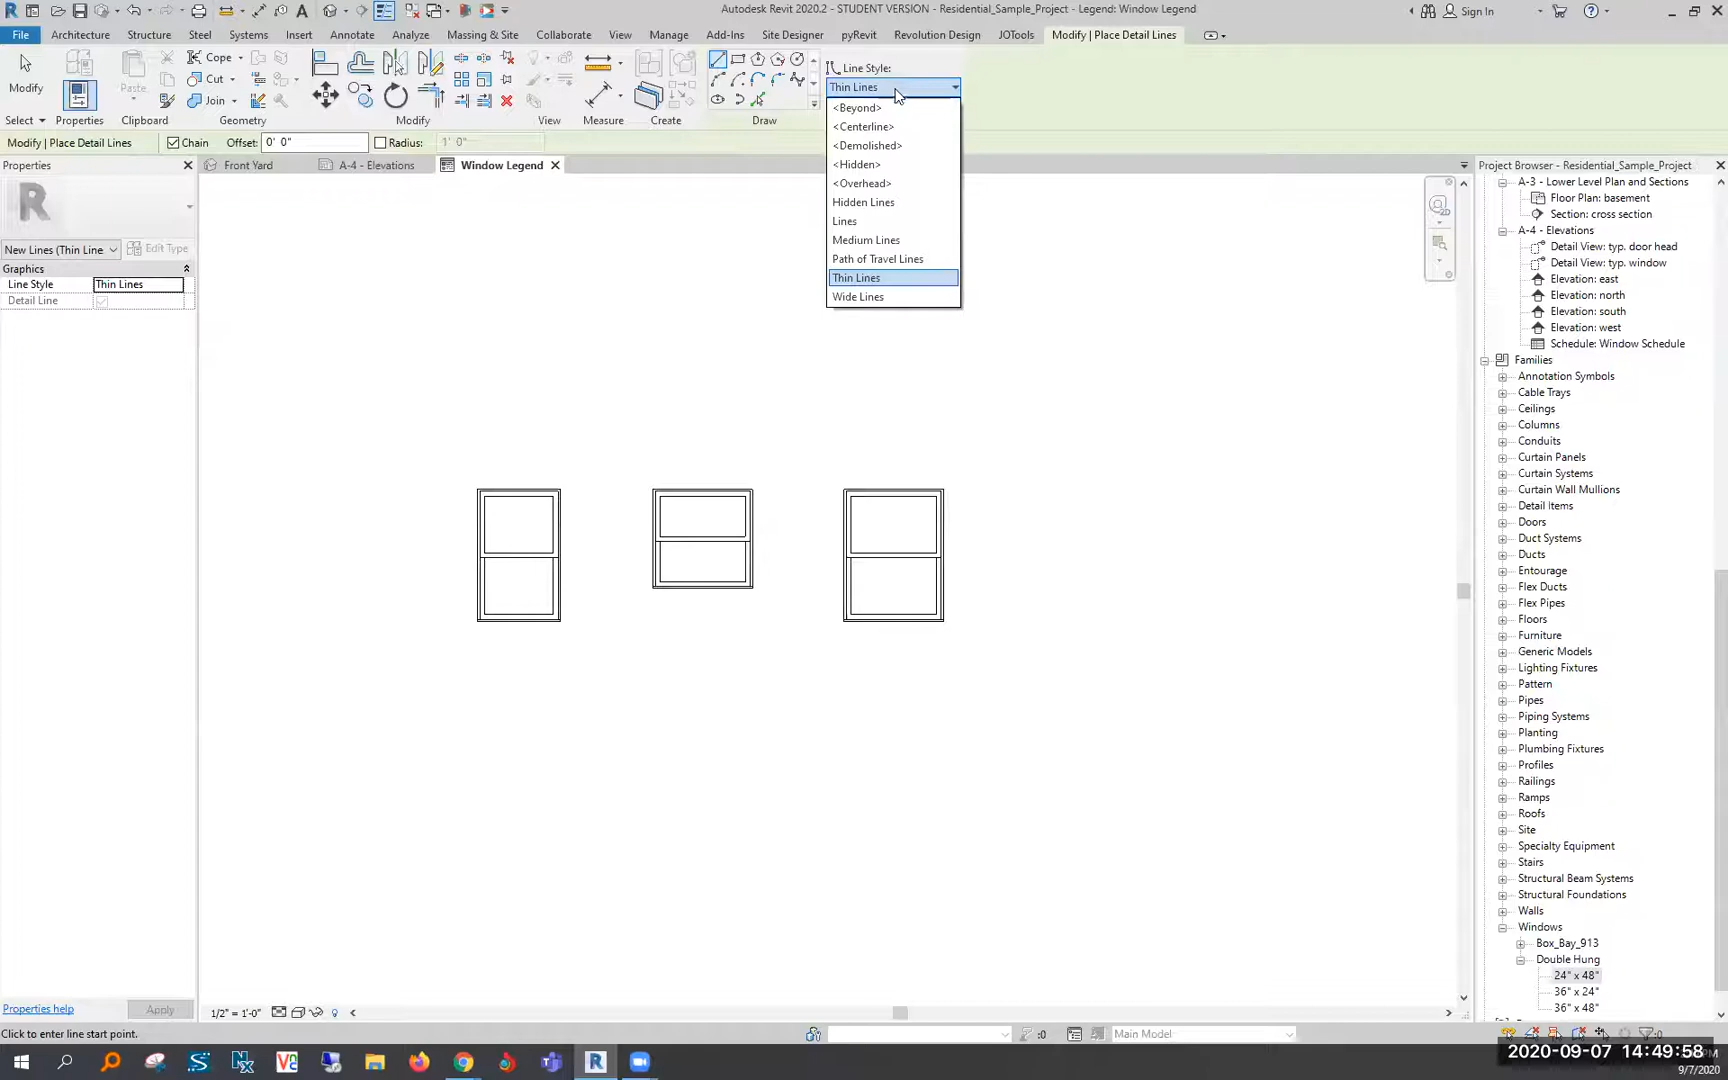 Autodesk Revit 2020.2 - STUDENT VERSION - Residential_Sample_Project - Legend: Window Legend
Sign In
File Architecture Structure Steel Systems Insert Annotate Analyze Massing & Site Collaborate View Manage Add-Ins Site Designer pyRevit Revolution Design JOTools Modify | Place Detail Lines
Modify
Paste
Cope
Cut
Join
Line Style:
Thin Lines
Select Properties Clipboard Geometry Modify View Measure Create Draw
Modify | Place Detail Lines Chain Offset: 0' 0" Radius: 1' 0"
<Beyond>
<Centerline>
<Demolished>
<Hidden>
<Overhead>
Hidden Lines
Lines
Medium Lines
Path of Travel Lines
Thin Lines
Wide Lines
Properties
Front Yard A-4 - Elevations Window Legend
New Lines (Thin Line Edit Type
Graphics
Line Style Thin Lines
Detail Line
Project Browser - Residential_Sample_Project
A-3 - Lower Level Plan and Sections
Floor Plan: basement
Section: cross section
A-4 - Elevations
Detail View: typ. door head
Detail View: typ. window
Elevation: east
Elevation: north
Elevation: south
Elevation: west
Schedule: Window Schedule
Families
Annotation Symbols
Cable Trays
Ceilings
Columns
Conduits
Curtain Panels
Curtain Systems
Curtain Wall Mullions
Detail Items
Doors
Duct Systems
Ducts
Entourage
Flex Ducts
Flex Pipes
Floors
Furniture
Generic Models
Lighting Fixtures
Pattern
Pipes
Piping Systems
Planting
Plumbing Fixtures
Profiles
Railings
Ramps
Roofs
Site
Specialty Equipment
Stairs
Structural Beam Systems
Structural Foundations
Walls
Windows
Box_Bay_913
Double Hung
24" x 48"
36" x 24"
36" x 48"
Properties help Apply
1/2" = 1'-0"
Click to enter line start point.
:0 Main Model :0
2020-09-07 14:49:58
9/7/2020